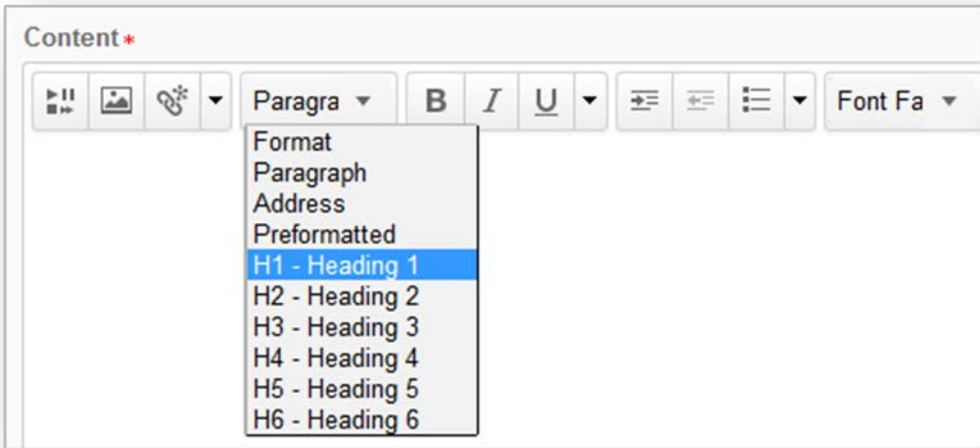 Content*
Paragra B I U Font Fa
Format
Paragraph
Address
Preformatted
H1 - Heading 1
H2 - Heading 2
H3 - Heading 3
H4 - Heading 4
H5 - Heading 5
H6 - Heading 6